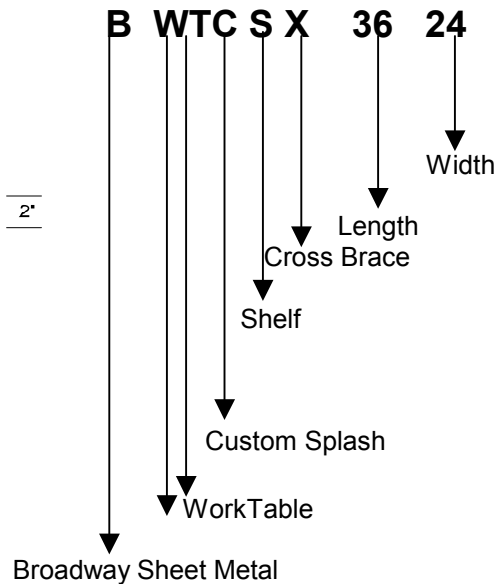 B WTC S X 36 24
Width
2"
Length
Cross Brace
Shelf
Custom Splash
WorkTable
Broadway Sheet Metal